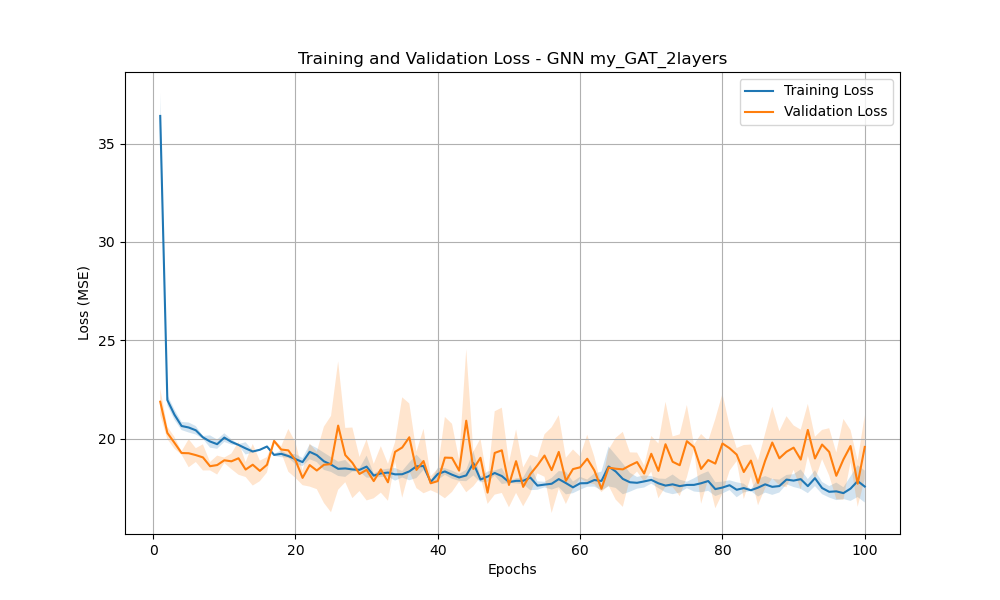 Training and Validation Loss - GNN my_GAT_2layers
Training Loss
Validation Loss
35
30
25
20
Loss (MSE)
0 20 40 60 80 100
Epochs